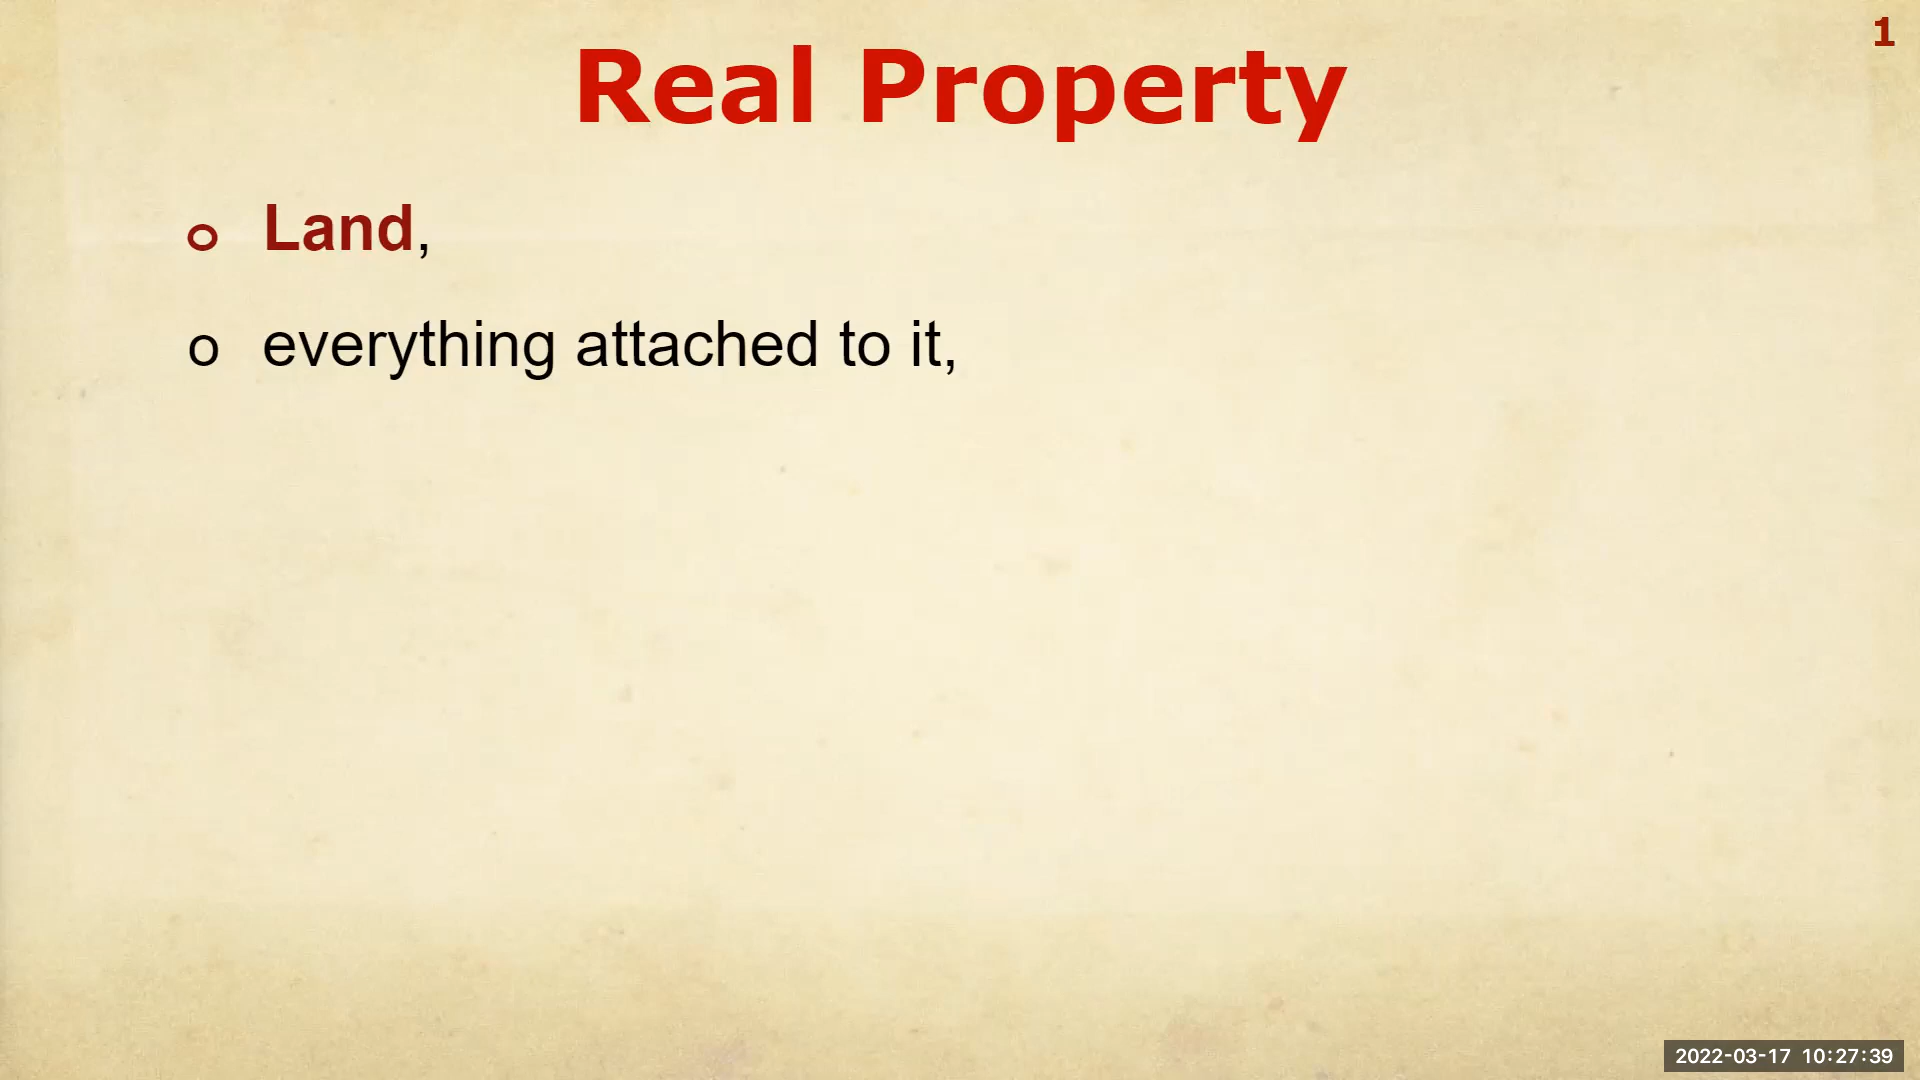 1
Real Property
o Land,
o everything attached to it,
2022-03-17 10:27:39